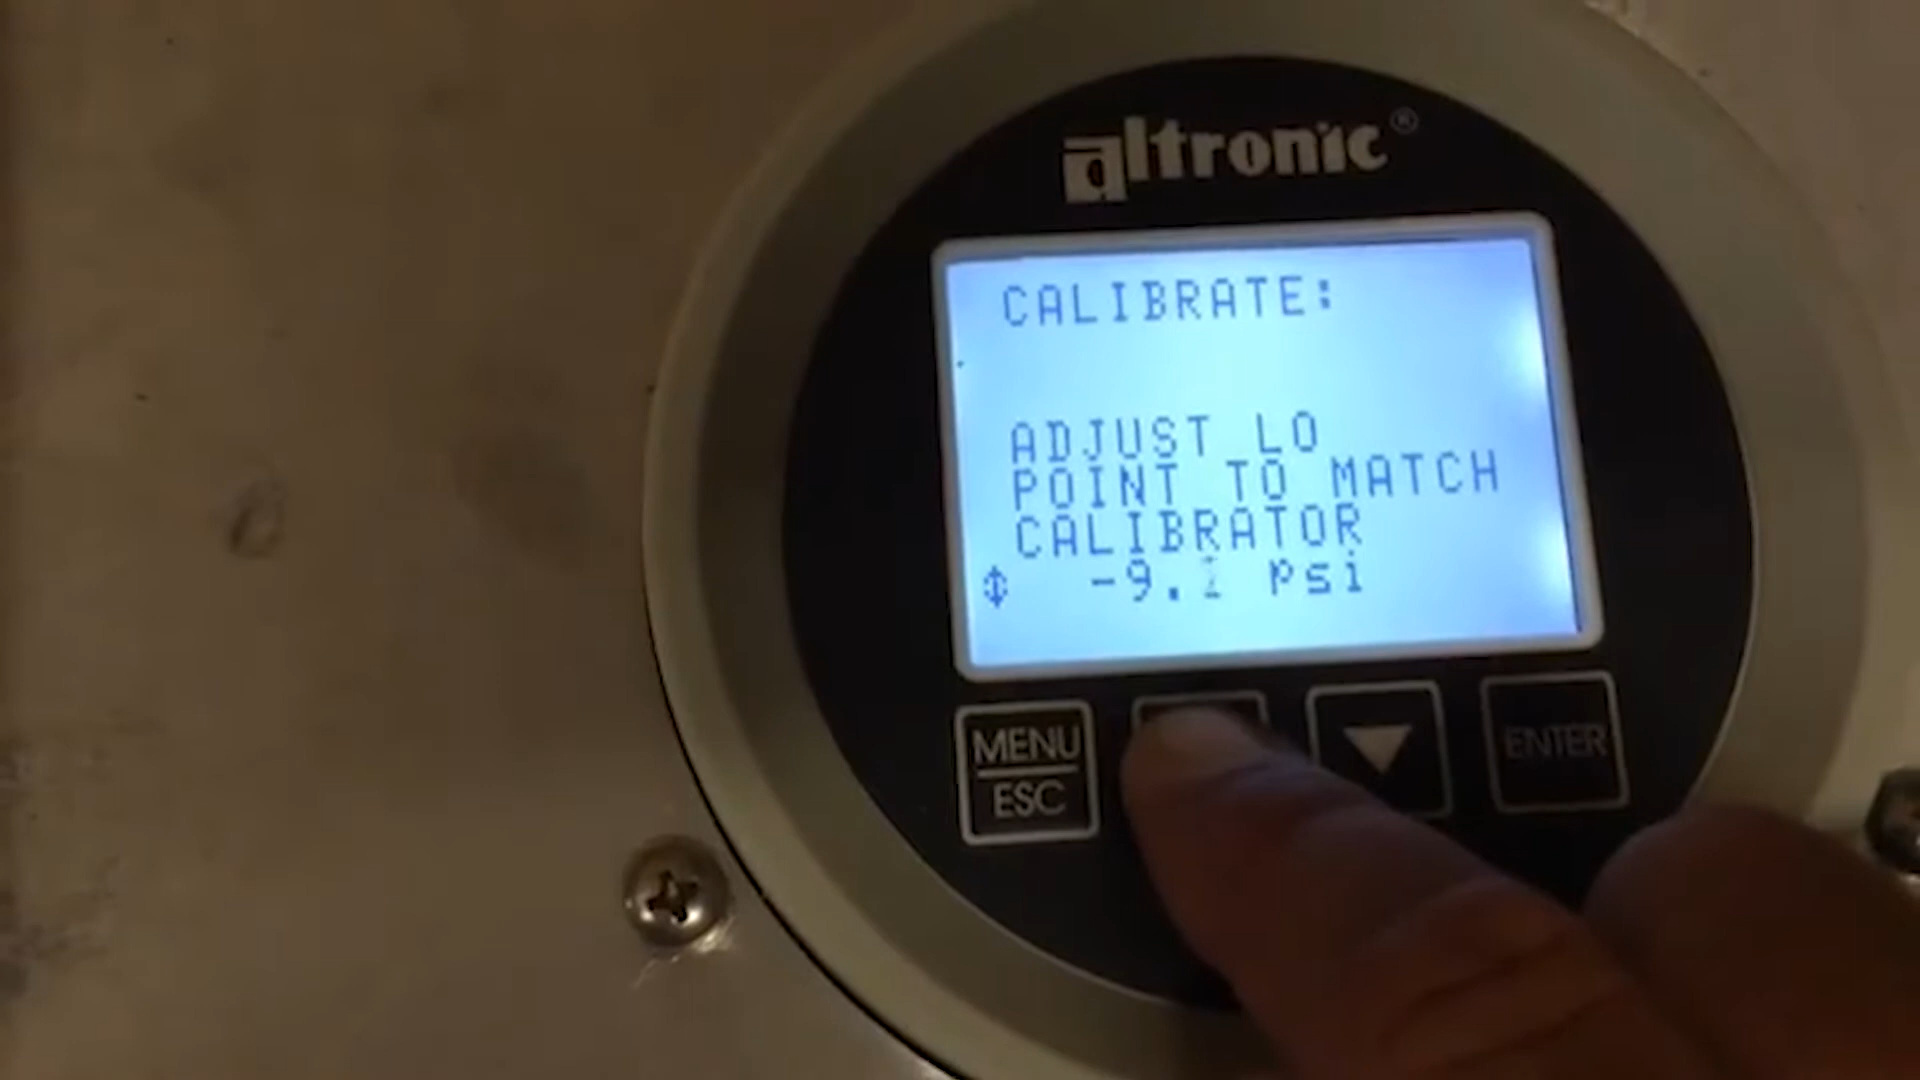 altronic®
CALIBRATE:
ADJUST LO
POINT TO MATCH
CALIBRATOR
psi
MENU
ESC
ENTER